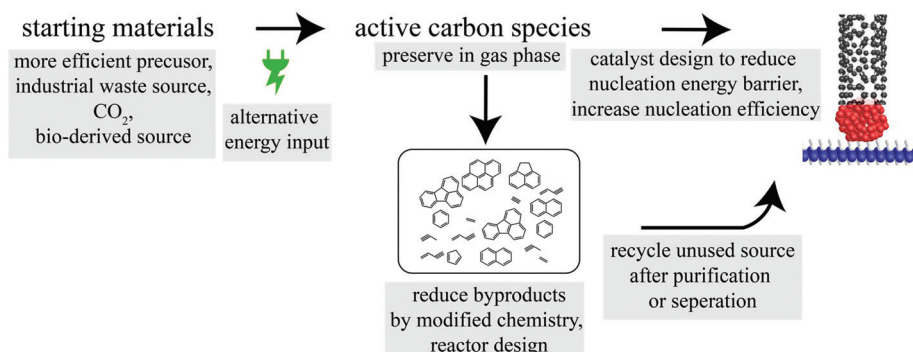 starting materials
more efficient precusor,
industrial waste source,
CO₂,
bio-derived source
alternative
energy input
active carbon species
preserve in gas phase
catalyst design to reduce
nucleation energy barrier,
increase nucleation efficiency
reduce byproducts
by modified chemistry,
reactor design
recycle unused source
after purification
or seperation